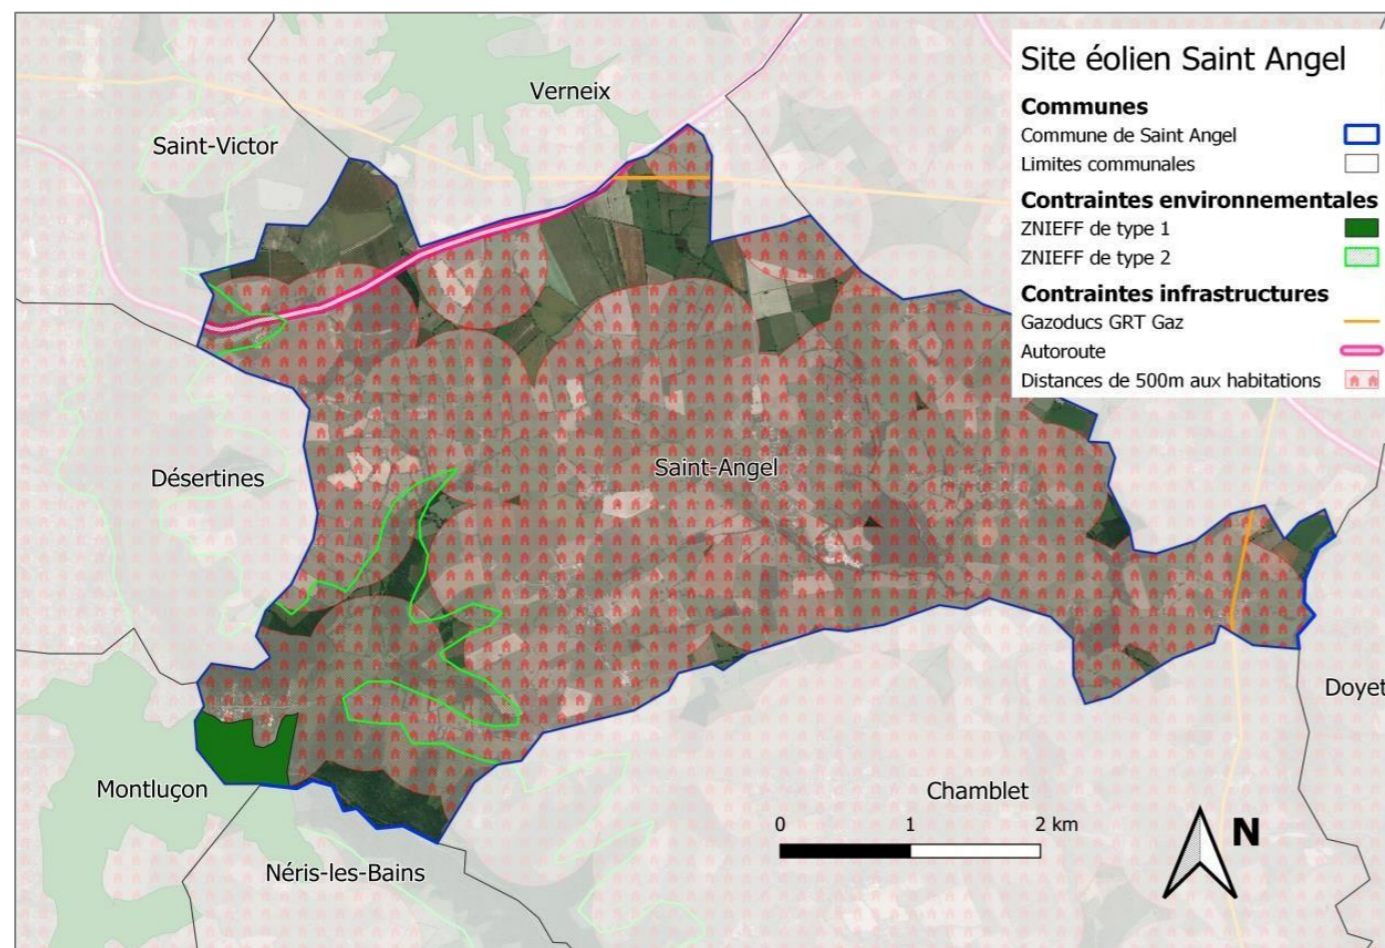 Site éolien Saint Angel
Communes
Commune de Saint Angel
Limites communales
Contraintes environnementales
ZNIEFF de type 1
ZNIEFF de type 2
Contraintes infrastructures
Gazoducs GRT Gaz
Autoroute
Distances de 500m aux habitations
Verneix
Saint-Victor
Saint-Angel
Désertines
Doyet
Montluçon
Chamblet
0 1 2 km
N
Néris-les-Bains